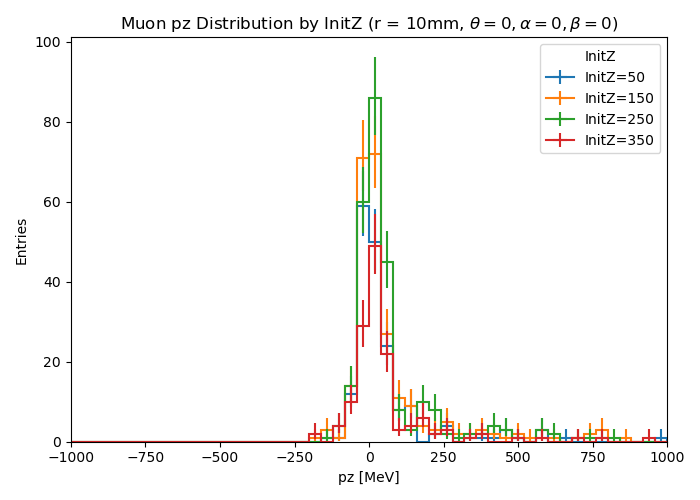 Muon pz Distribution by InitZ (r = 10mm, θ = 0, α = 0, β = 0)
100
80
60
40
20
0
Entries
InitZ
InitZ=50
InitZ=150
InitZ=250
InitZ=350
−1000 −750 −500 −250 0 250 500 750 1000
pz [MeV]